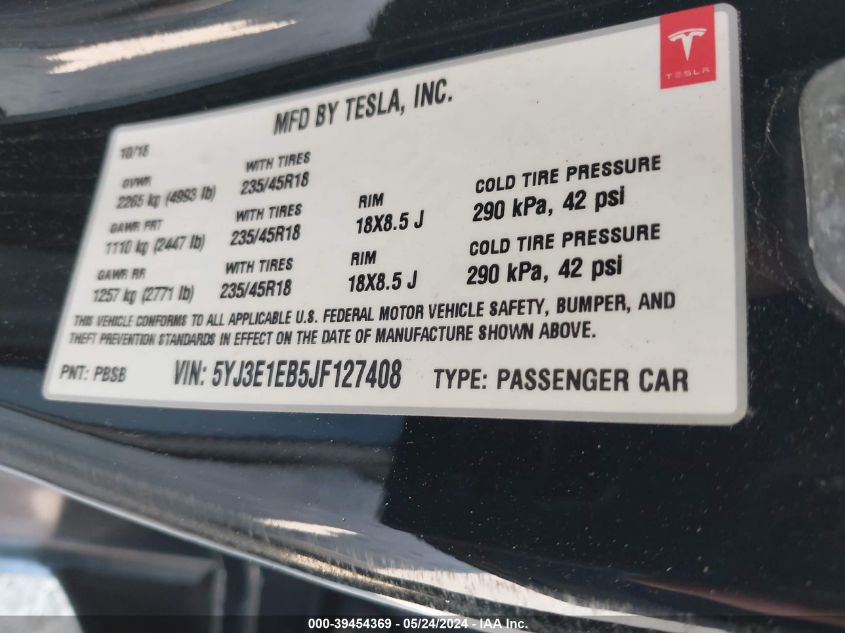 TESLA
MFD BY TESLA, INC.
10/18
GVWR
2265 kg (4993 lb)
WITH TIRES
235/45R18
GAWR FRT
1110 kg (2447 lb)
WITH TIRES
235/45R18
RIM
18X8.5 J
COLD TIRE PRESSURE
290 kPa, 42 psi
GAWR RR
1257 kg (2771 lb)
WITH TIRES
235/45R18
RIM
18X8.5 J
COLD TIRE PRESSURE
290 kPa, 42 psi
THIS VEHICLE CONFORMS TO ALL APPLICABLE U.S. FEDERAL MOTOR VEHICLE SAFETY, BUMPER, AND
THEFT PREVENTION STANDARDS IN EFFECT ON THE DATE OF MANUFACTURE SHOWN ABOVE.
PNT: PBSB VIN: 5YJ3E1EB5JF127408 TYPE: PASSENGER CAR
000-39454369 - 05/24/2024 - IAA Inc.